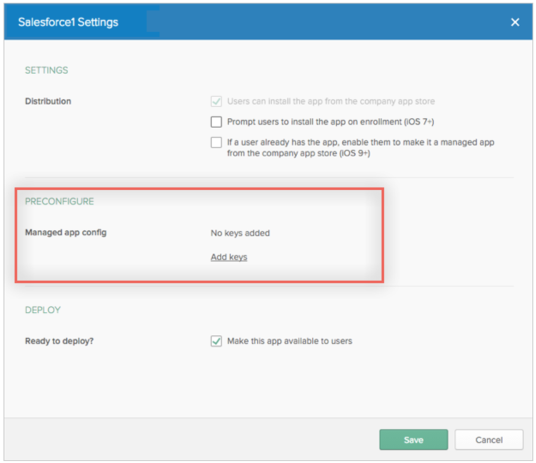 Salesforce1 Settings
SETTINGS
Distribution
Users can install the app from the company app store
Prompt users to install the app on enrollment (iOS 7+)
If a user already has the app, enable them to make it a managed app
from the company app store (iOS 9+)
PRECONFIGURE
Managed app config
No keys added
Add keys
DEPLOY
Ready to deploy?
Make this app available to users
Save
Cancel